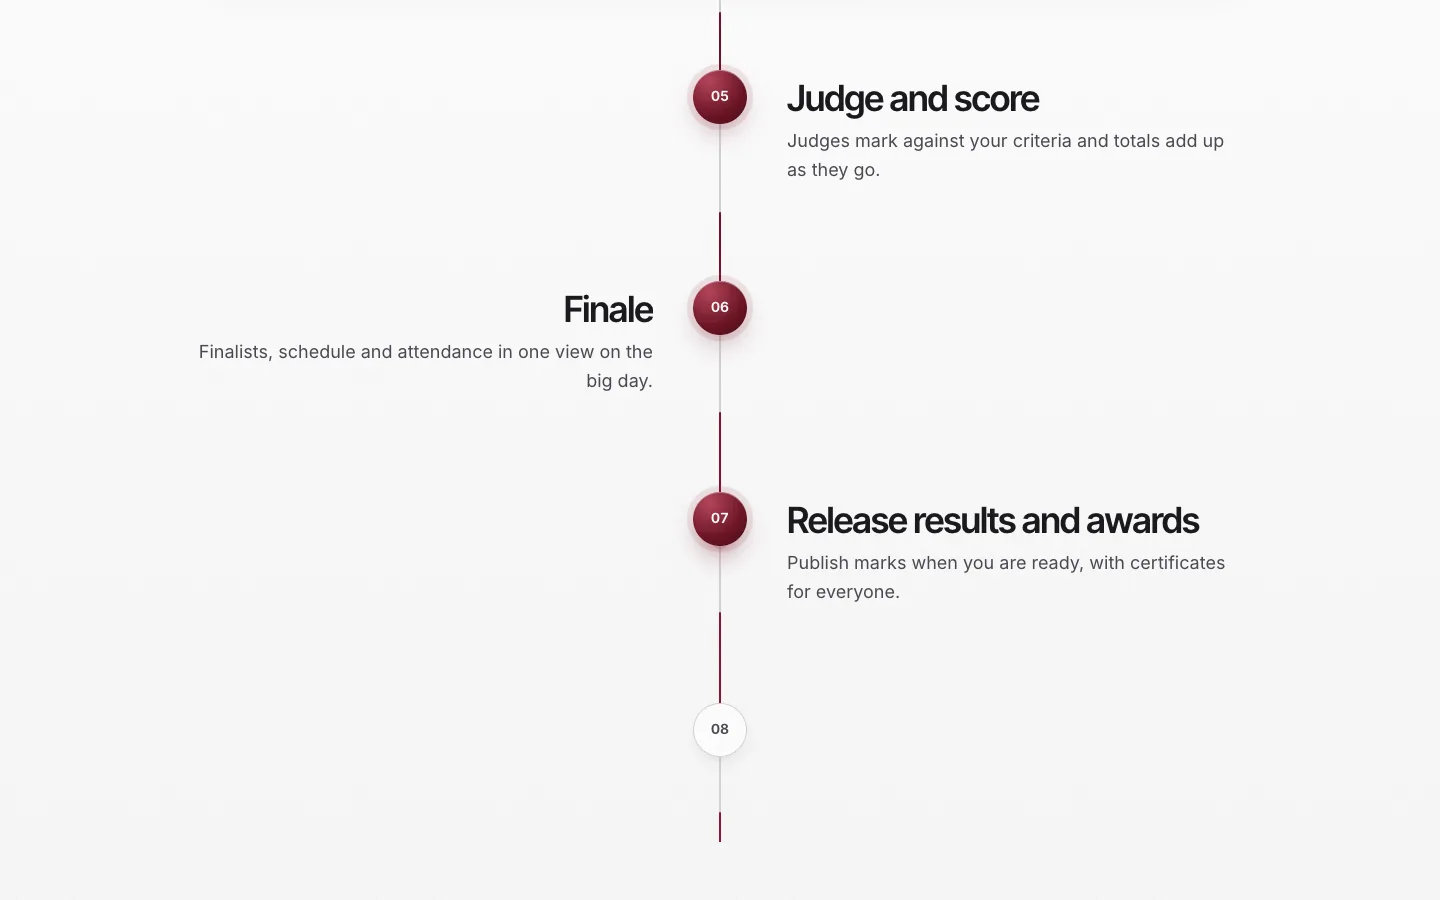 05
Judge and score
Judges mark against your criteria and totals add up
as they go.
06
Finale
Finalists, schedule and attendance in one view on the
big day.
07
Release results and awards
Publish marks when you are ready, with certificates
for everyone.
08